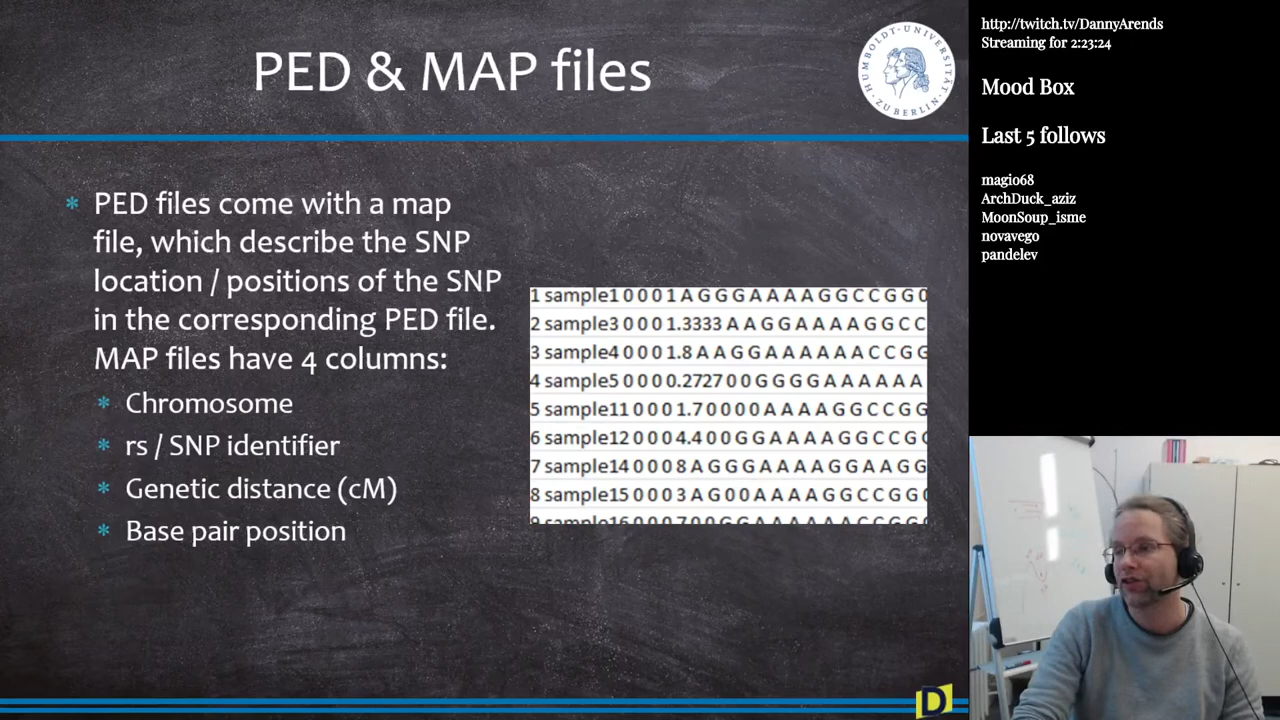 PED & MAP files
HUMBOLDT-UNIVERSITÄT ZU BERLIN
* PED files come with a map
file, which describe the SNP
location / positions of the SNP
in the corresponding PED file.
MAP files have 4 columns:
* Chromosome
* rs / SNP identifier
* Genetic distance (cM)
* Base pair position
1 sample1 0 0 0 1 A G G G A A A A G G C C G G 0
2 sample3 0 0 0 1.3333 A A G G A A A A G G C C
3 sample4 0 0 0 1.8 A A G G A A A A A A C C G G
4 sample5 0 0 0 0.2727 0 0 G G G G A A A A A A
5 sample11 0 0 0 1.7 0 0 0 0 A A A A G G C C G G
6 sample12 0 0 0 4.4 0 0 G G A A A A G G C C G
7 sample14 0 0 0 8 A G G G A A A A G G A A G G
8 sample15 0 0 0 3 A G 0 0 A A A A G G C C G G
D
http://twitch.tv/DannyArends
Streaming for 2:23:24
Mood Box
Last 5 follows
magio68
ArchDuck_aziz
MoonSoup_isme
novavego
pandelev